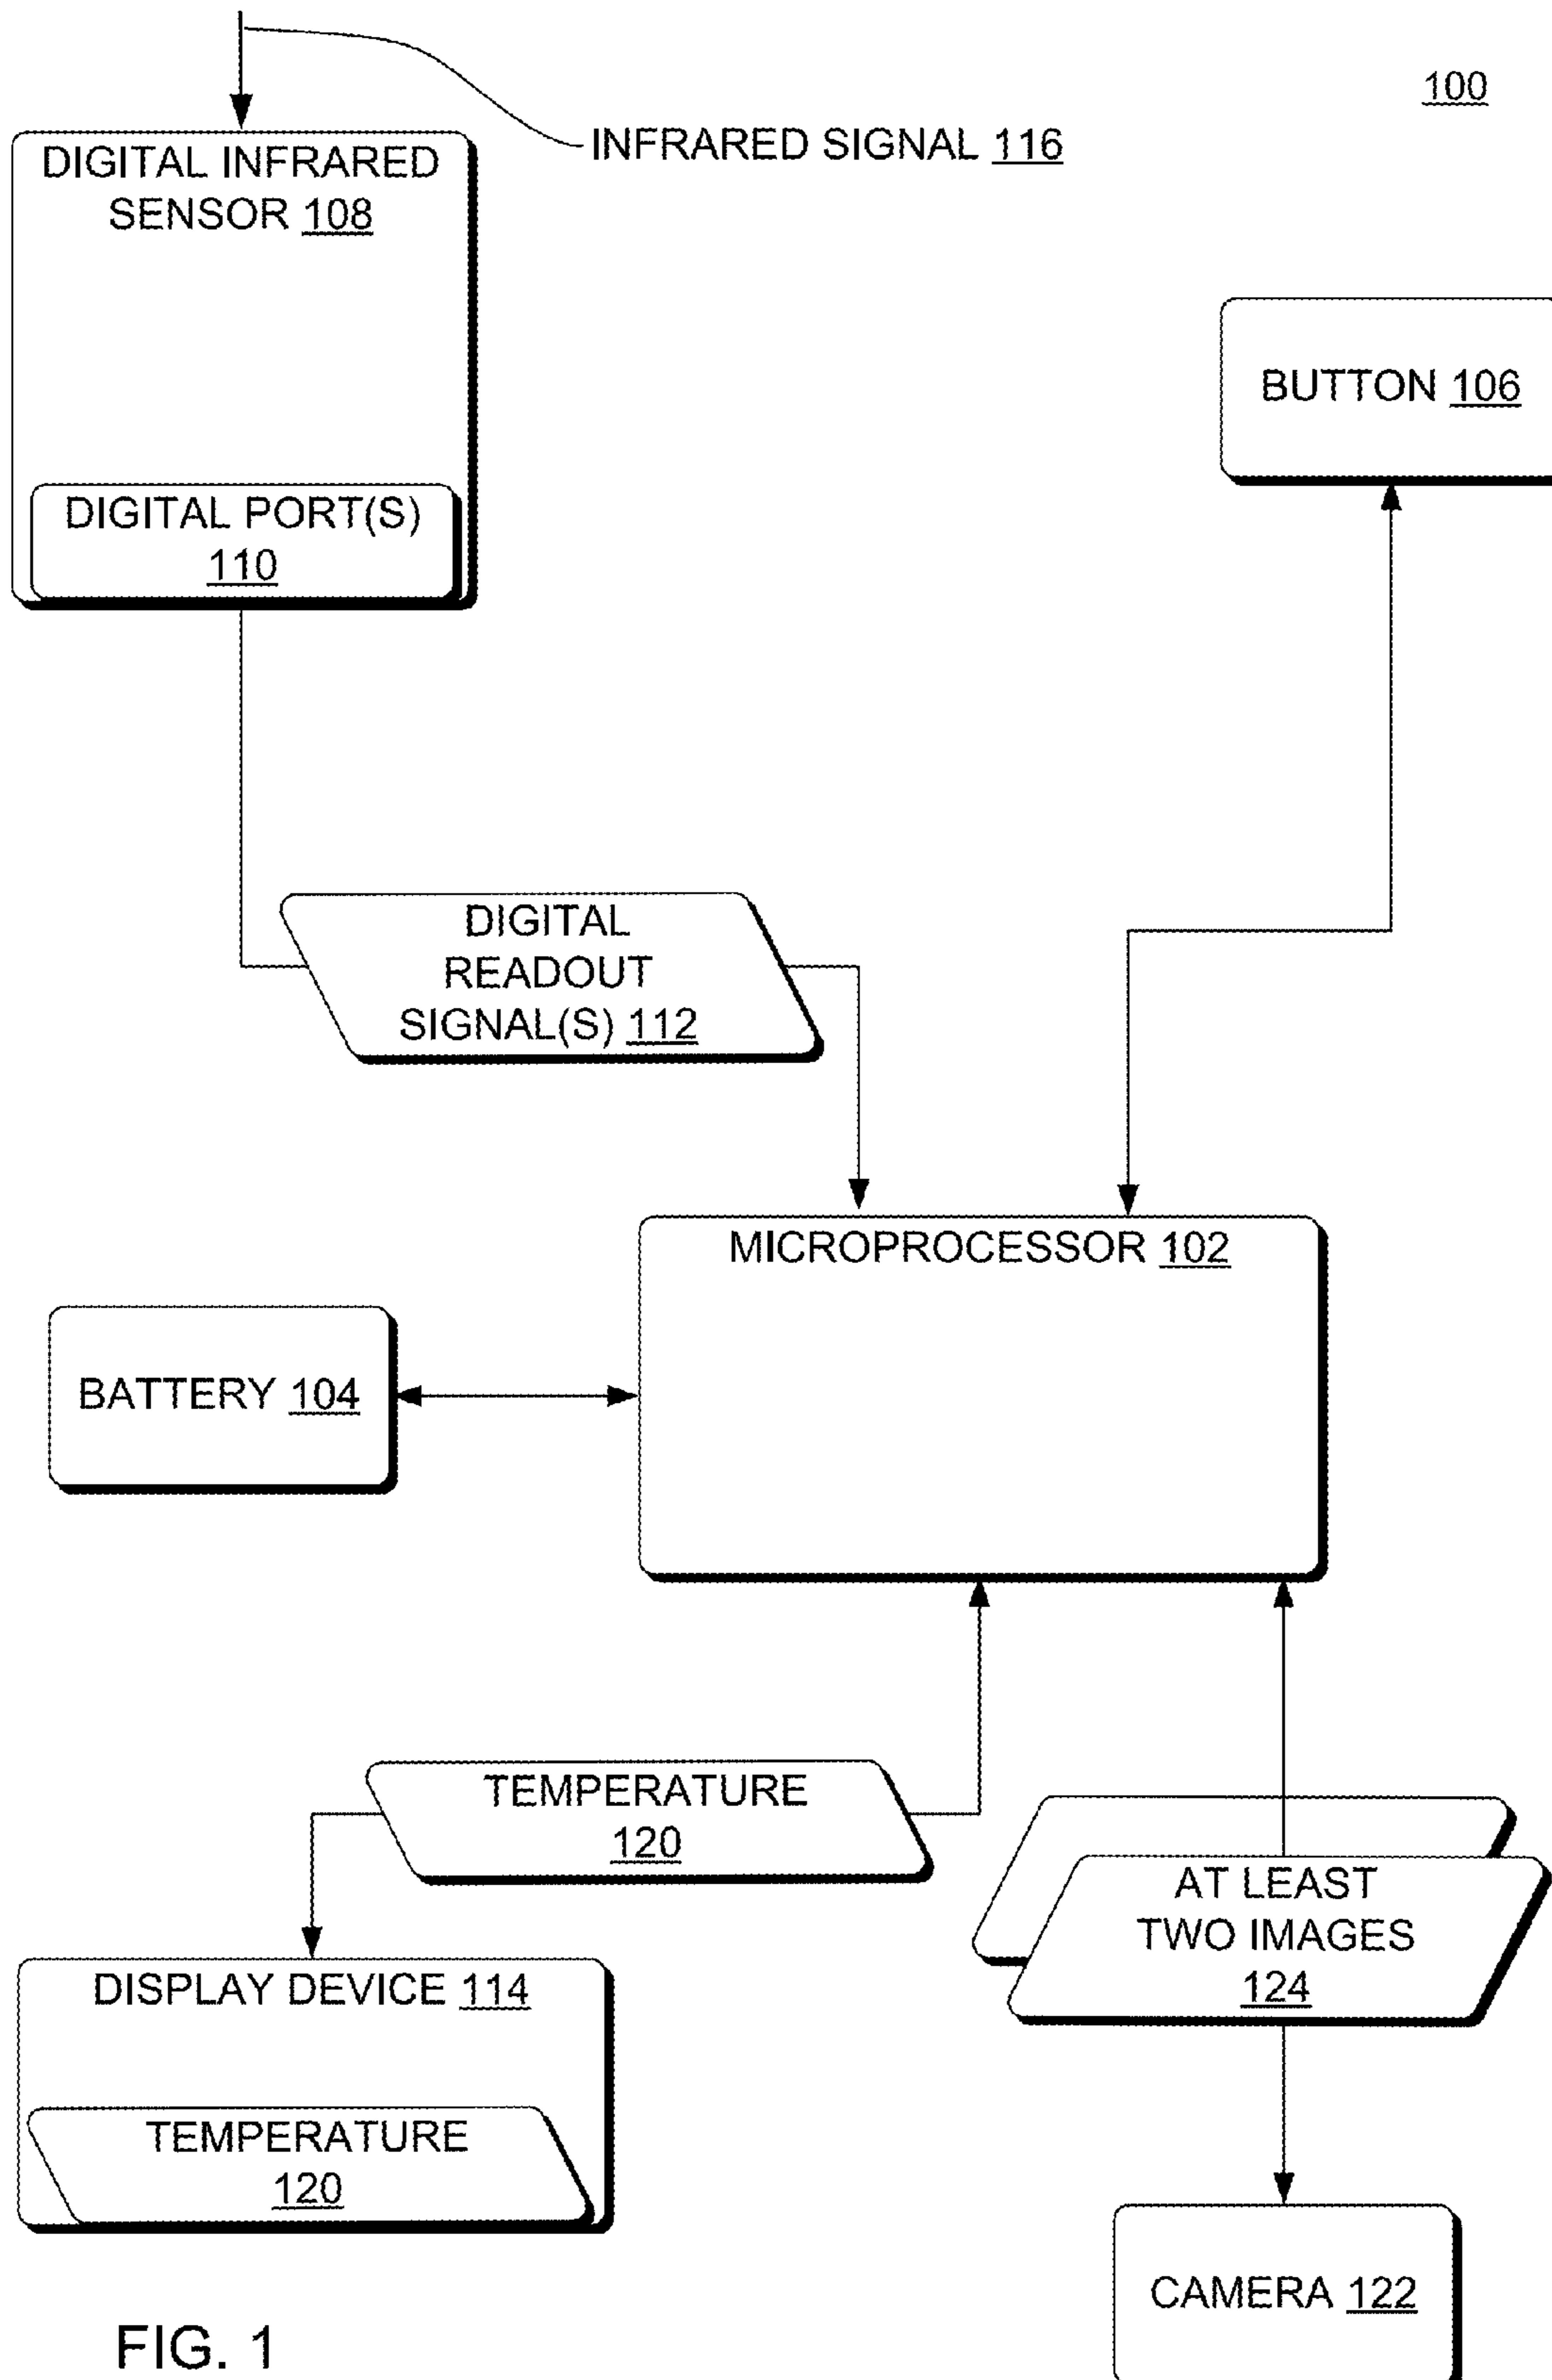 100
INFRARED SIGNAL 116
DIGITAL INFRARED
SENSOR 108
BUTTON 106
DIGITAL PORT(S)
110
DIGITAL
READOUT
SIGNAL(S) 112
MICROPROCESSOR 102
BATTERY 104
TEMPERATURE
120
AT LEAST
TWO IMAGES
124
DISPLAY DEVICE 114
TEMPERATURE
120
CAMERA 122
FIG. 1